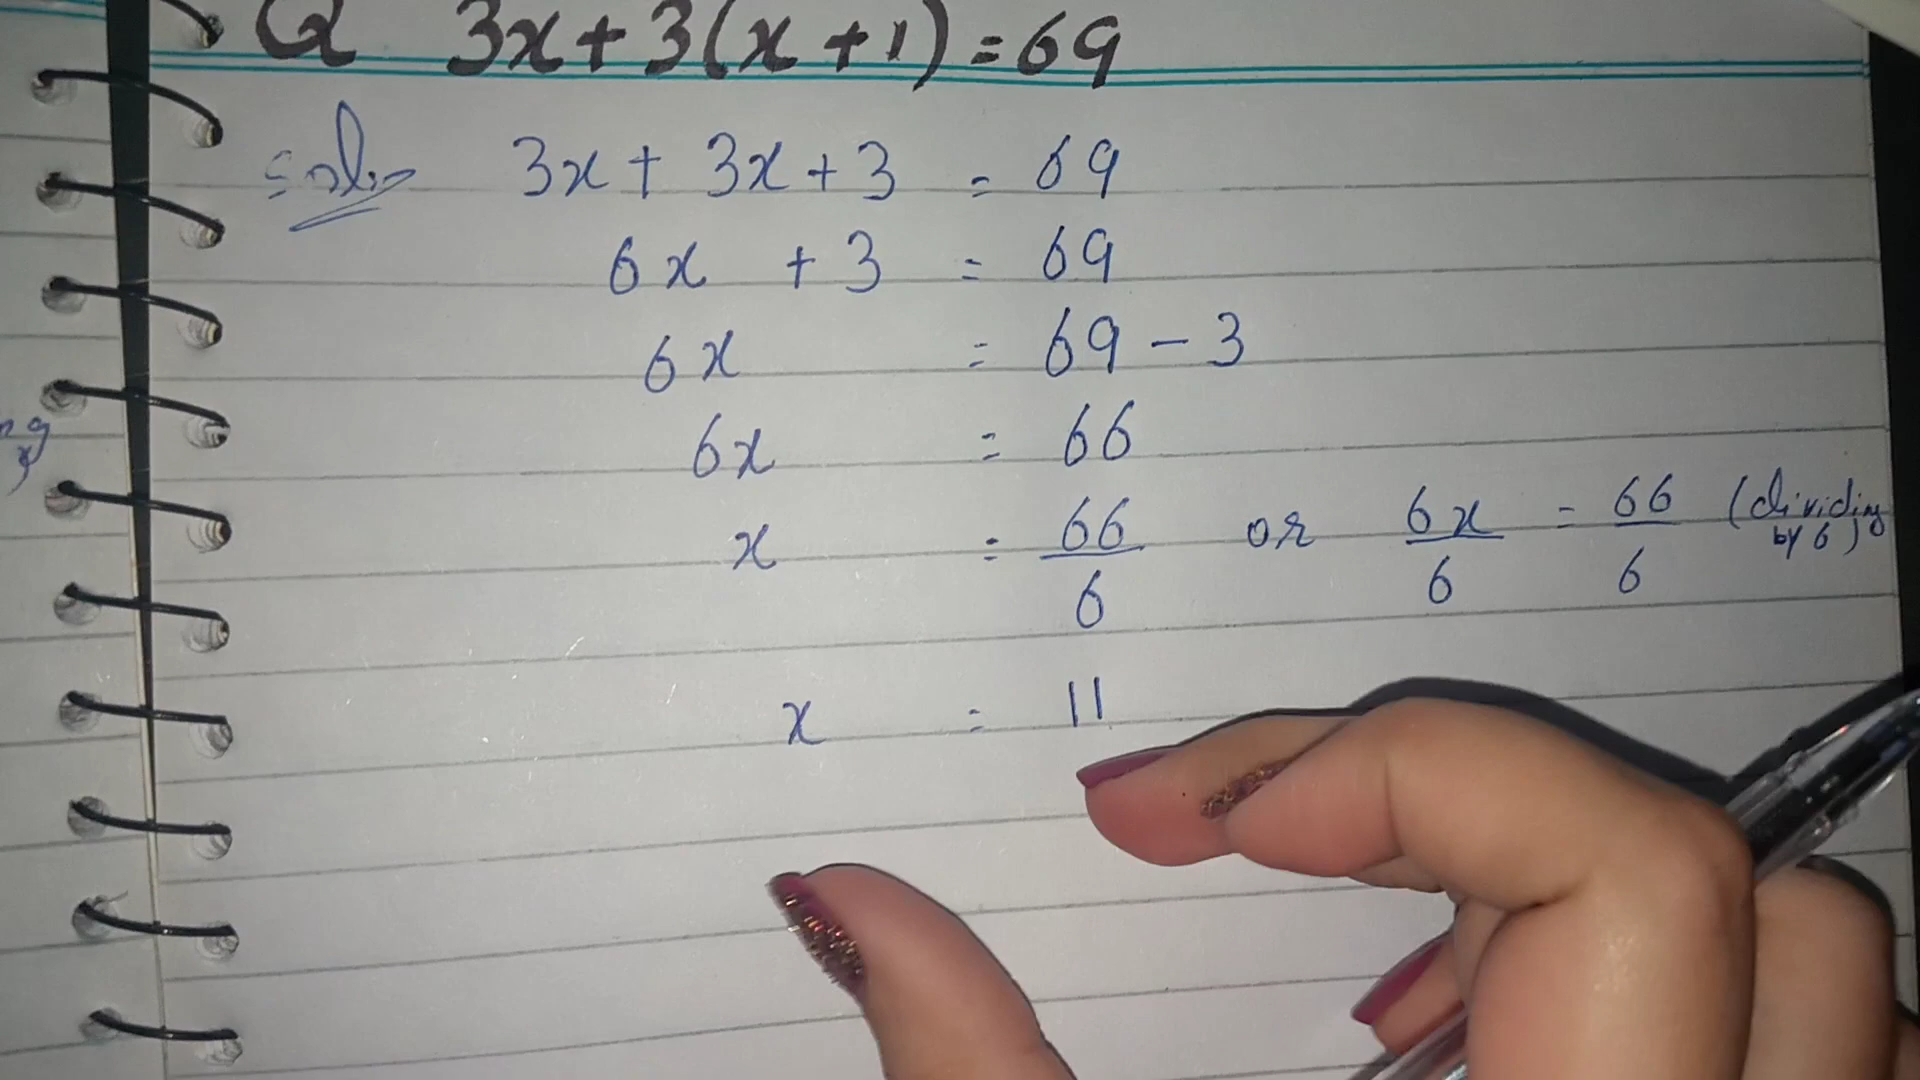 Q 3x+3(x+1)=69
soln 3x + 3x + 3 = 69
6x + 3 = 69
6x = 69 - 3
6x = 66
x = 66/6 or 6x/6 = 66/6 (dividing by 6)
x = 11